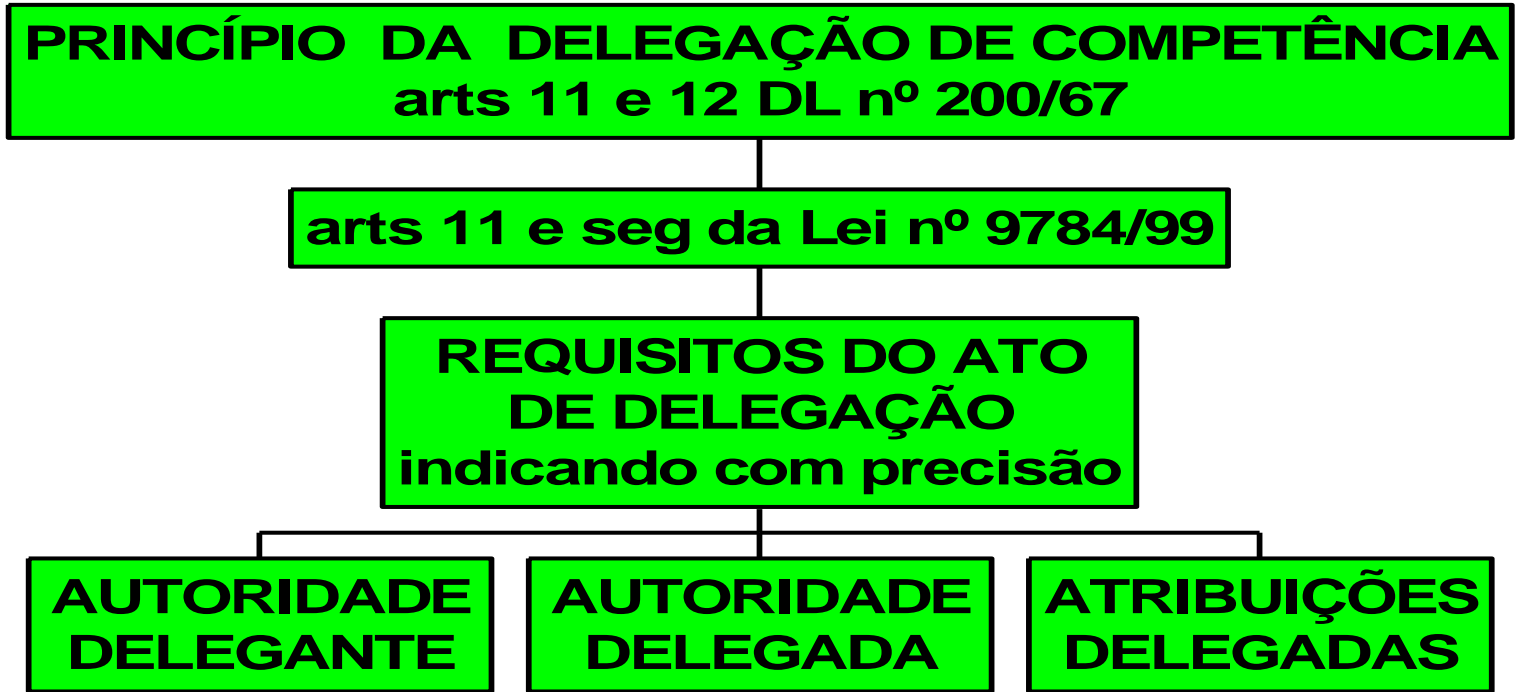 PRINCÍPIO DA DELEGAÇÃO DE COMPETÊNCIA
arts 11 e 12 DL nº 200/67
arts 11 e seg da Lei nº 9784/99
REQUISITOS DO ATO
DE DELEGAÇÃO
indicando com precisão
AUTORIDADE
DELEGANTE
AUTORIDADE
DELEGADA
ATRIBUIÇÕES
DELEGADAS